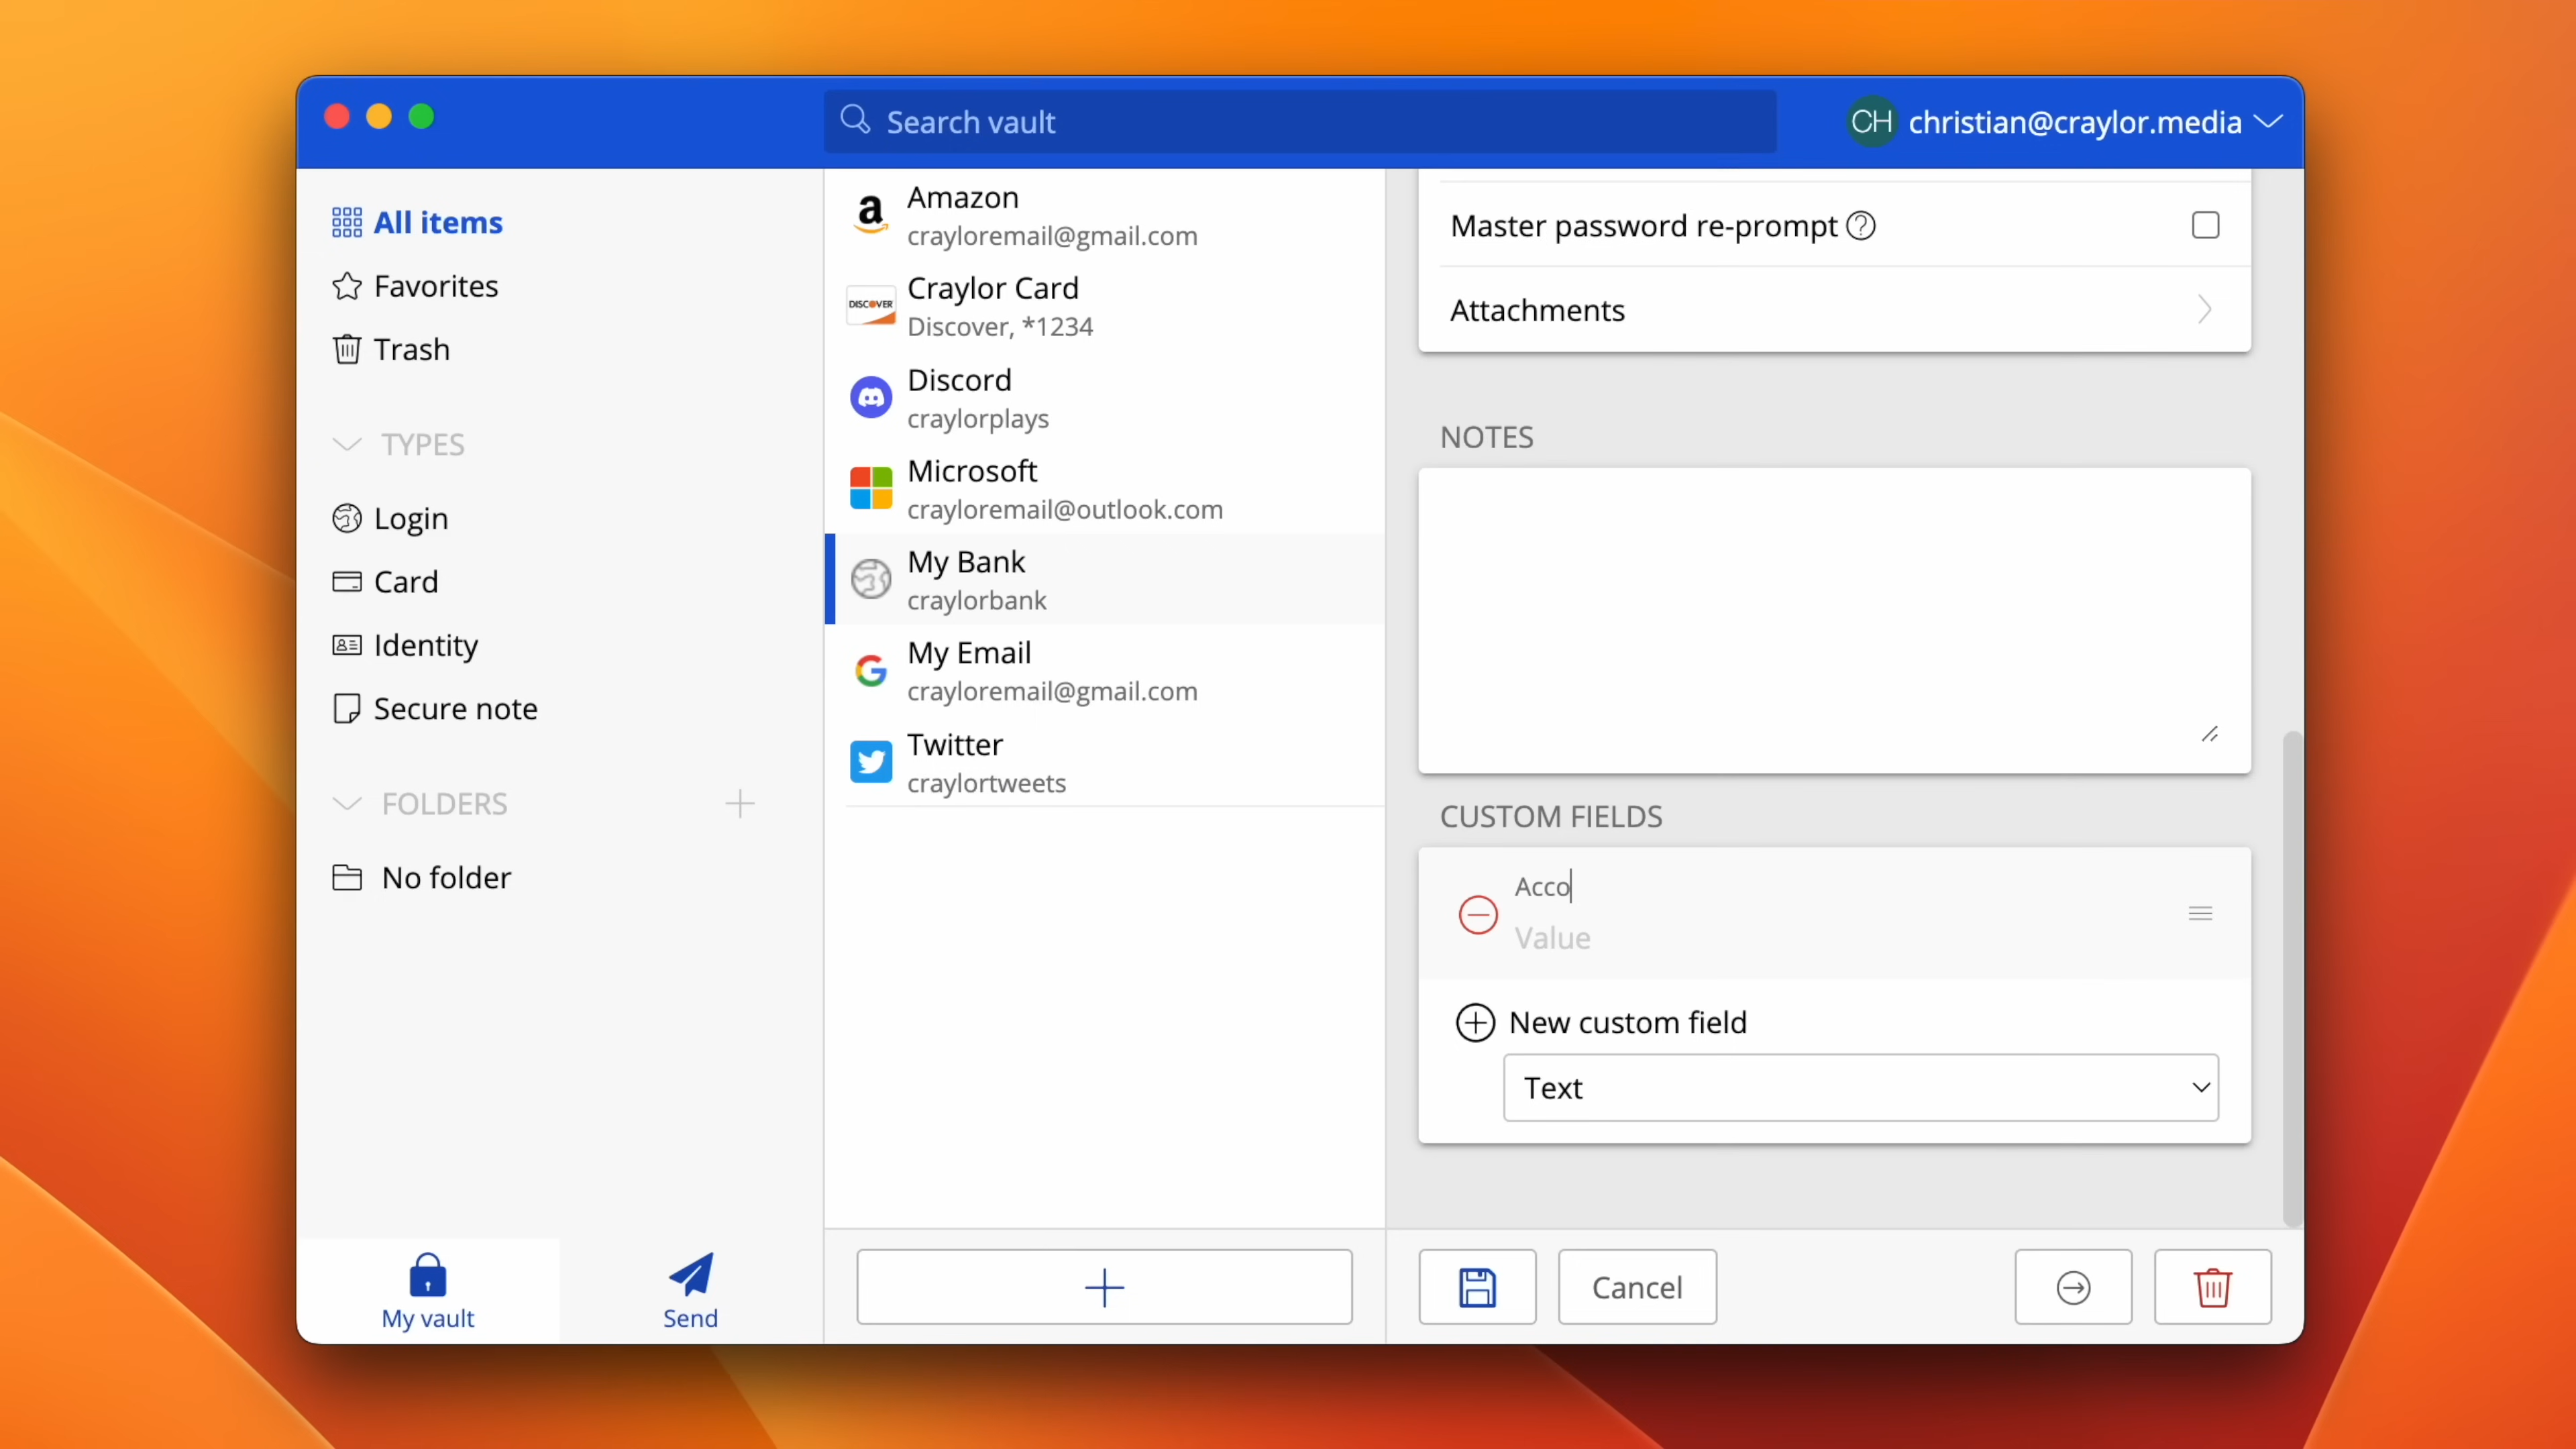 Search vault
CH christian@craylor.media
All items
Favorites
Trash
TYPES
Login
Card
Identity
Secure note
FOLDERS
No folder
My vault
Send
Amazon
crayloremail@gmail.com
DISCOVER
Craylor Card
Discover, *1234
Discord
craylorplays
Microsoft
crayloremail@outlook.com
My Bank
craylorbank
My Email
crayloremail@gmail.com
Twitter
craylortweets
Master password re-prompt
Attachments
NOTES
CUSTOM FIELDS
Acco
Value
New custom field
Text
Cancel